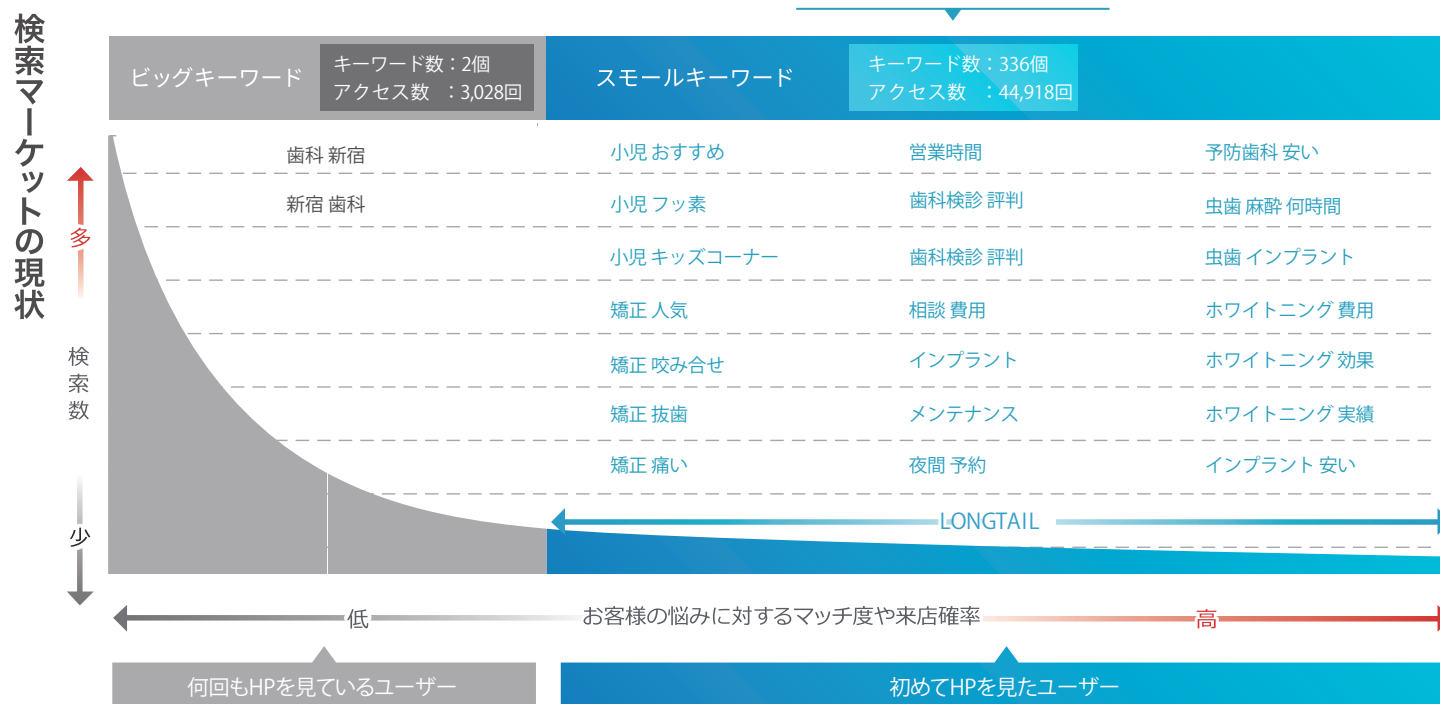 検索マーケットの現状
ビッグキーワード
キーワード数：2個
アクセス数　：3,028回
スモールキーワード
キーワード数：336個
アクセス数　：44,918回
歯科 新宿
新宿 歯科
小児 おすすめ
小児 フッ素
小児 キッズコーナー
矯正 人気
矯正 咬み合せ
矯正 抜歯
矯正 痛い
営業時間
歯科検診 評判
歯科検診 評判
相談 費用
インプラント
メンテナンス
夜間 予約
予防歯科 安い
虫歯 麻酔 何時間
虫歯 インプラント
ホワイトニング 費用
ホワイトニング 効果
ホワイトニング 実績
インプラント 安い
多
検索数
少
LONGTAIL
低
お客様の悩みに対するマッチ度や来店確率
高
何回もHPを見ているユーザー
初めてHPを見たユーザー